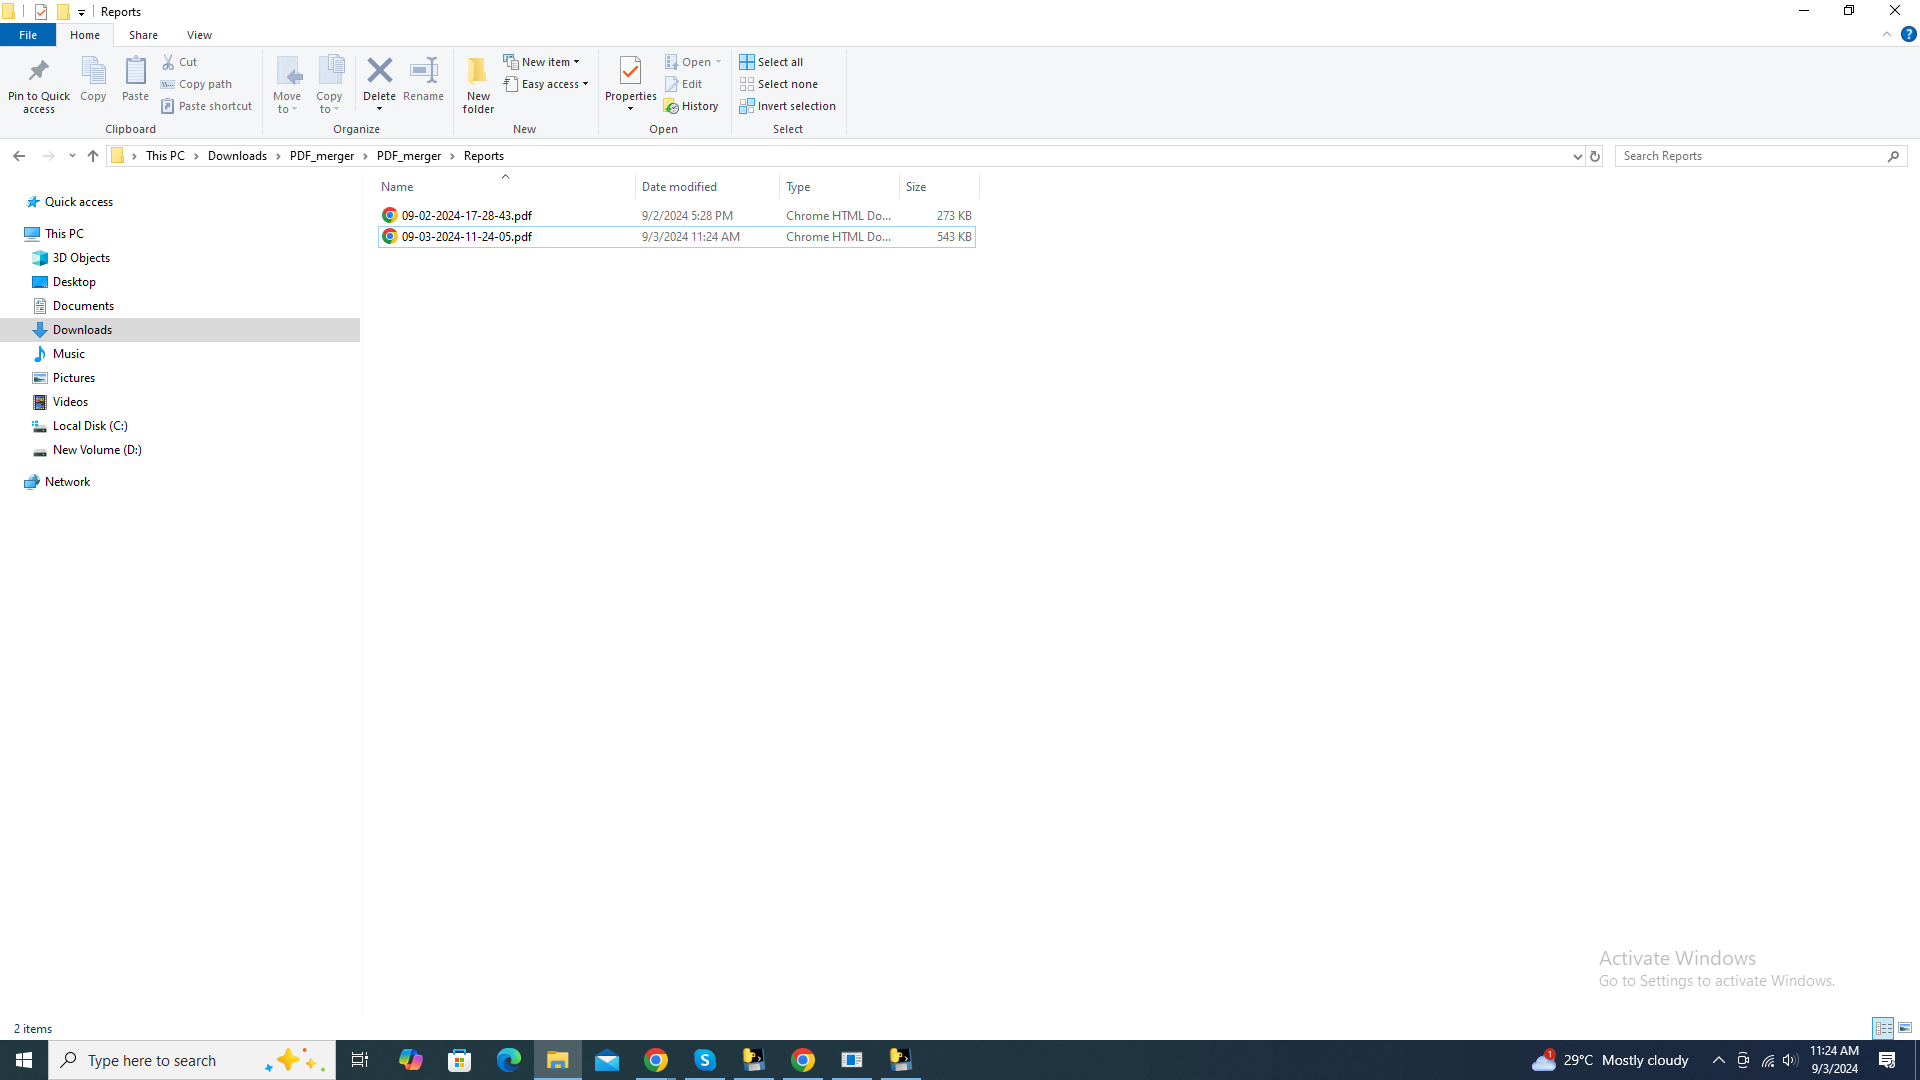 Reports
File Home Share View
Pin to Quick access
Copy
Paste
Cut
Copy path
Paste shortcut
Clipboard
Move to
Copy to
Delete
Rename
Organize
New folder
New item
Easy access
New
Properties
Open
Edit
History
Open
Select all
Select none
Invert selection
Select
This PC > Downloads > PDF_merger > PDF_merger > Reports
Search Reports
Name Date modified Type Size
09-02-2024-17-28-43.pdf 9/2/2024 5:28 PM Chrome HTML Do... 273 KB
09-03-2024-11-24-05.pdf 9/3/2024 11:24 AM Chrome HTML Do... 543 KB
Quick access
This PC
3D Objects
Desktop
Documents
Downloads
Music
Pictures
Videos
Local Disk (C:)
New Volume (D:)
Network
Activate Windows
Go to Settings to activate Windows.
2 items
Type here to search
1
29°C Mostly cloudy
11:24 AM
9/3/2024